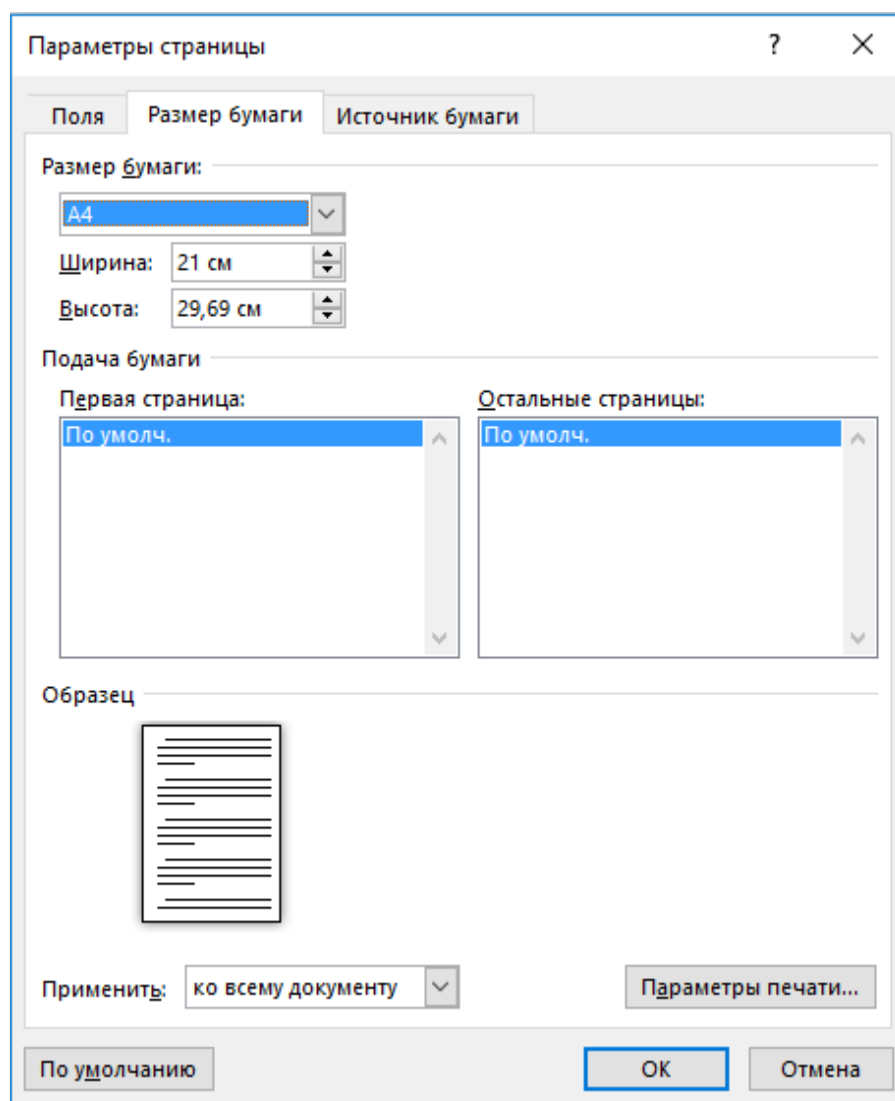 Параметры страницы ?
Поля Размер бумаги Источник бумаги
Размер бумаги:
A4
Ширина: 21 см
Высота: 29,69 см
Подача бумаги
Первая страница: Остальные страницы:
По умолч. По умолч.
Образец
Применить: ко всему документу Параметры печати...
По умолчанию ОК Отмена